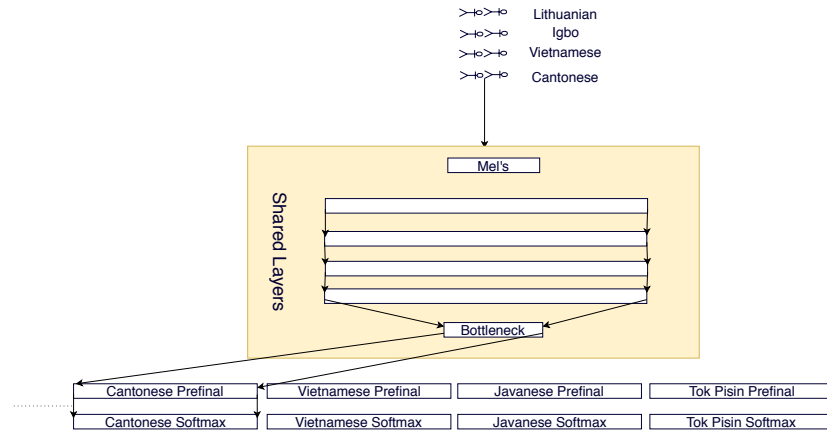 Lithuanian
Igbo
Vietnamese
Cantonese
Mel's
Shared Layers
Bottleneck
Cantonese Prefinal Vietnamese Prefinal Javanese Prefinal Tok Pisin Prefinal
Cantonese Softmax Vietnamese Softmax Javanese Softmax Tok Pisin Softmax